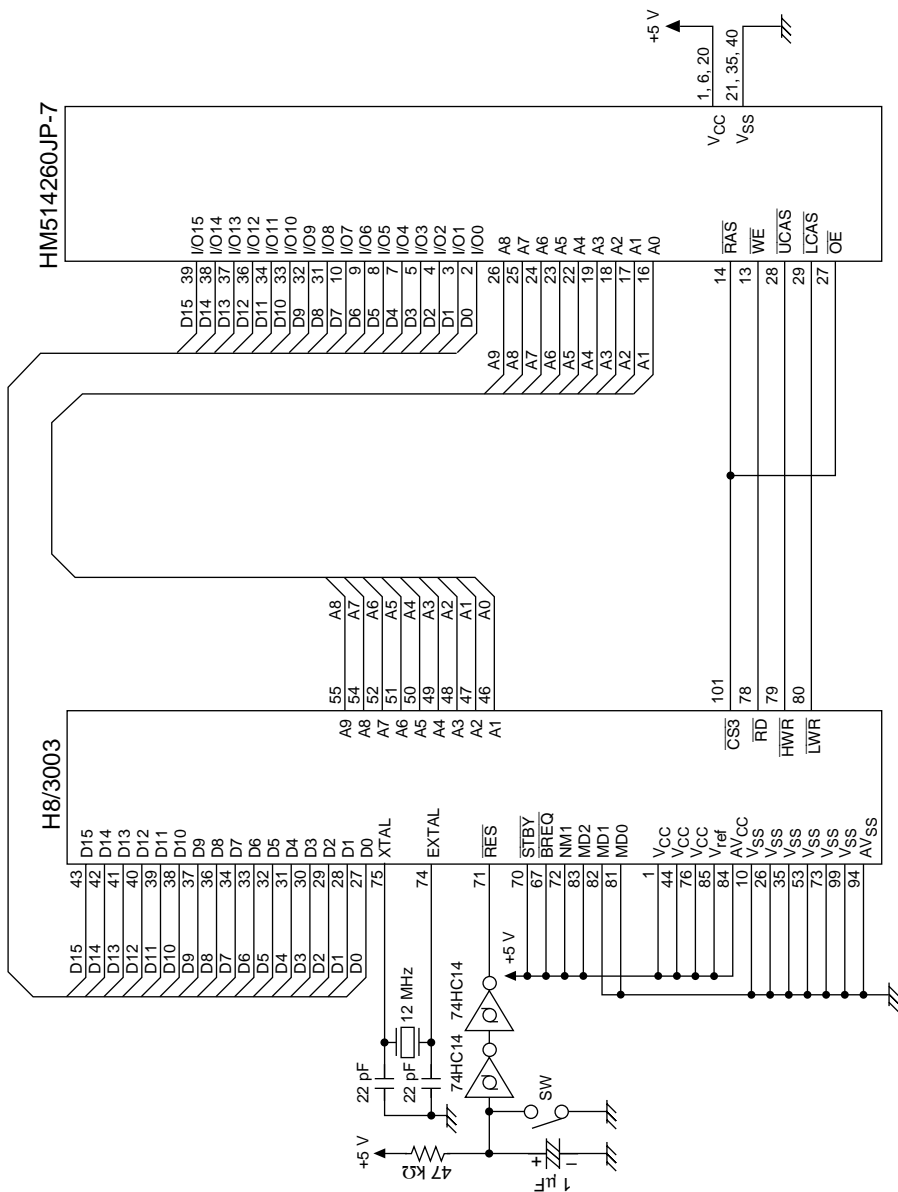 H8/3003
D15 43 D15
D14 42 D14
D13 41 D13
D12 40 D12
D11 39 D11
D10 38 D10
D9 37 D9
D8 36 D8
D7 34 D7
D6 33 D6
D5 32 D5
D4 31 D4
D3 30 D3
D2 29 D2
D1 28 D1
D0 27 D0
22 pF
75 XTAL
12 MHz
22 pF
74 EXTAL
+5 V
47 kΩ
74HC14
74HC14
71 RES
SW
+
−
1 µF
+5 V
70 STBY
67 BREQ
72 NM1
83 MD2
82 MD1
81 MD0
1 VCC
44 VCC
76 VCC
85 Vref
84 AVCC
10 VSS
26 VSS
35 VSS
53 VSS
73 VSS
99 VSS
94 AVSS
A9 55 A8
A8 54 A7
A7 52 A6
A6 51 A5
A5 50 A4
A4 49 A3
A3 48 A2
A2 47 A1
A1 46 A0
CS3 101
RD 78
HWR 79
LWR 80
HM514260JP-7
D15 39 I/O15
D14 38 I/O14
D13 37 I/O13
D12 36 I/O12
D11 34 I/O11
D10 33 I/O10
D9 32 I/O9
D8 31 I/O8
D7 10 I/O7
D6 9 I/O6
D5 8 I/O5
D4 7 I/O4
D3 5 I/O3
D2 4 I/O2
D1 3 I/O1
D0 2 I/O0
A9 26 A8
A8 25 A7
A7 24 A6
A6 23 A5
A5 22 A4
A4 19 A3
A3 18 A2
A2 17 A1
A1 16 A0
14 RAS
13 WE
28 UCAS
29 LCAS
27 OE
+5 V
VCC 1, 6, 20
VSS 21, 35, 40